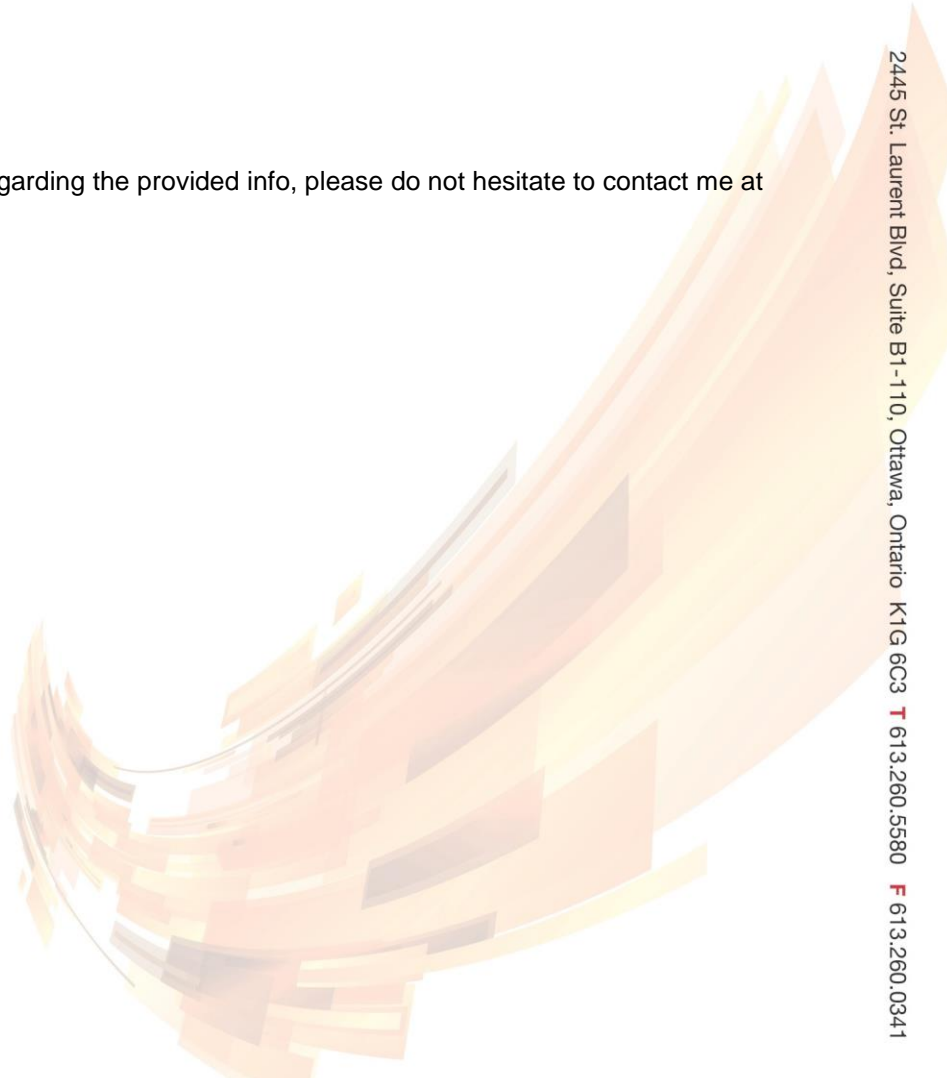 garding the provided info, please do not hesitate to contact me at
2445 St. Laurent Blvd, Suite B1-110, Ottawa, Ontario K1G 6C3 T 613.260.5580 F 613.260.0341